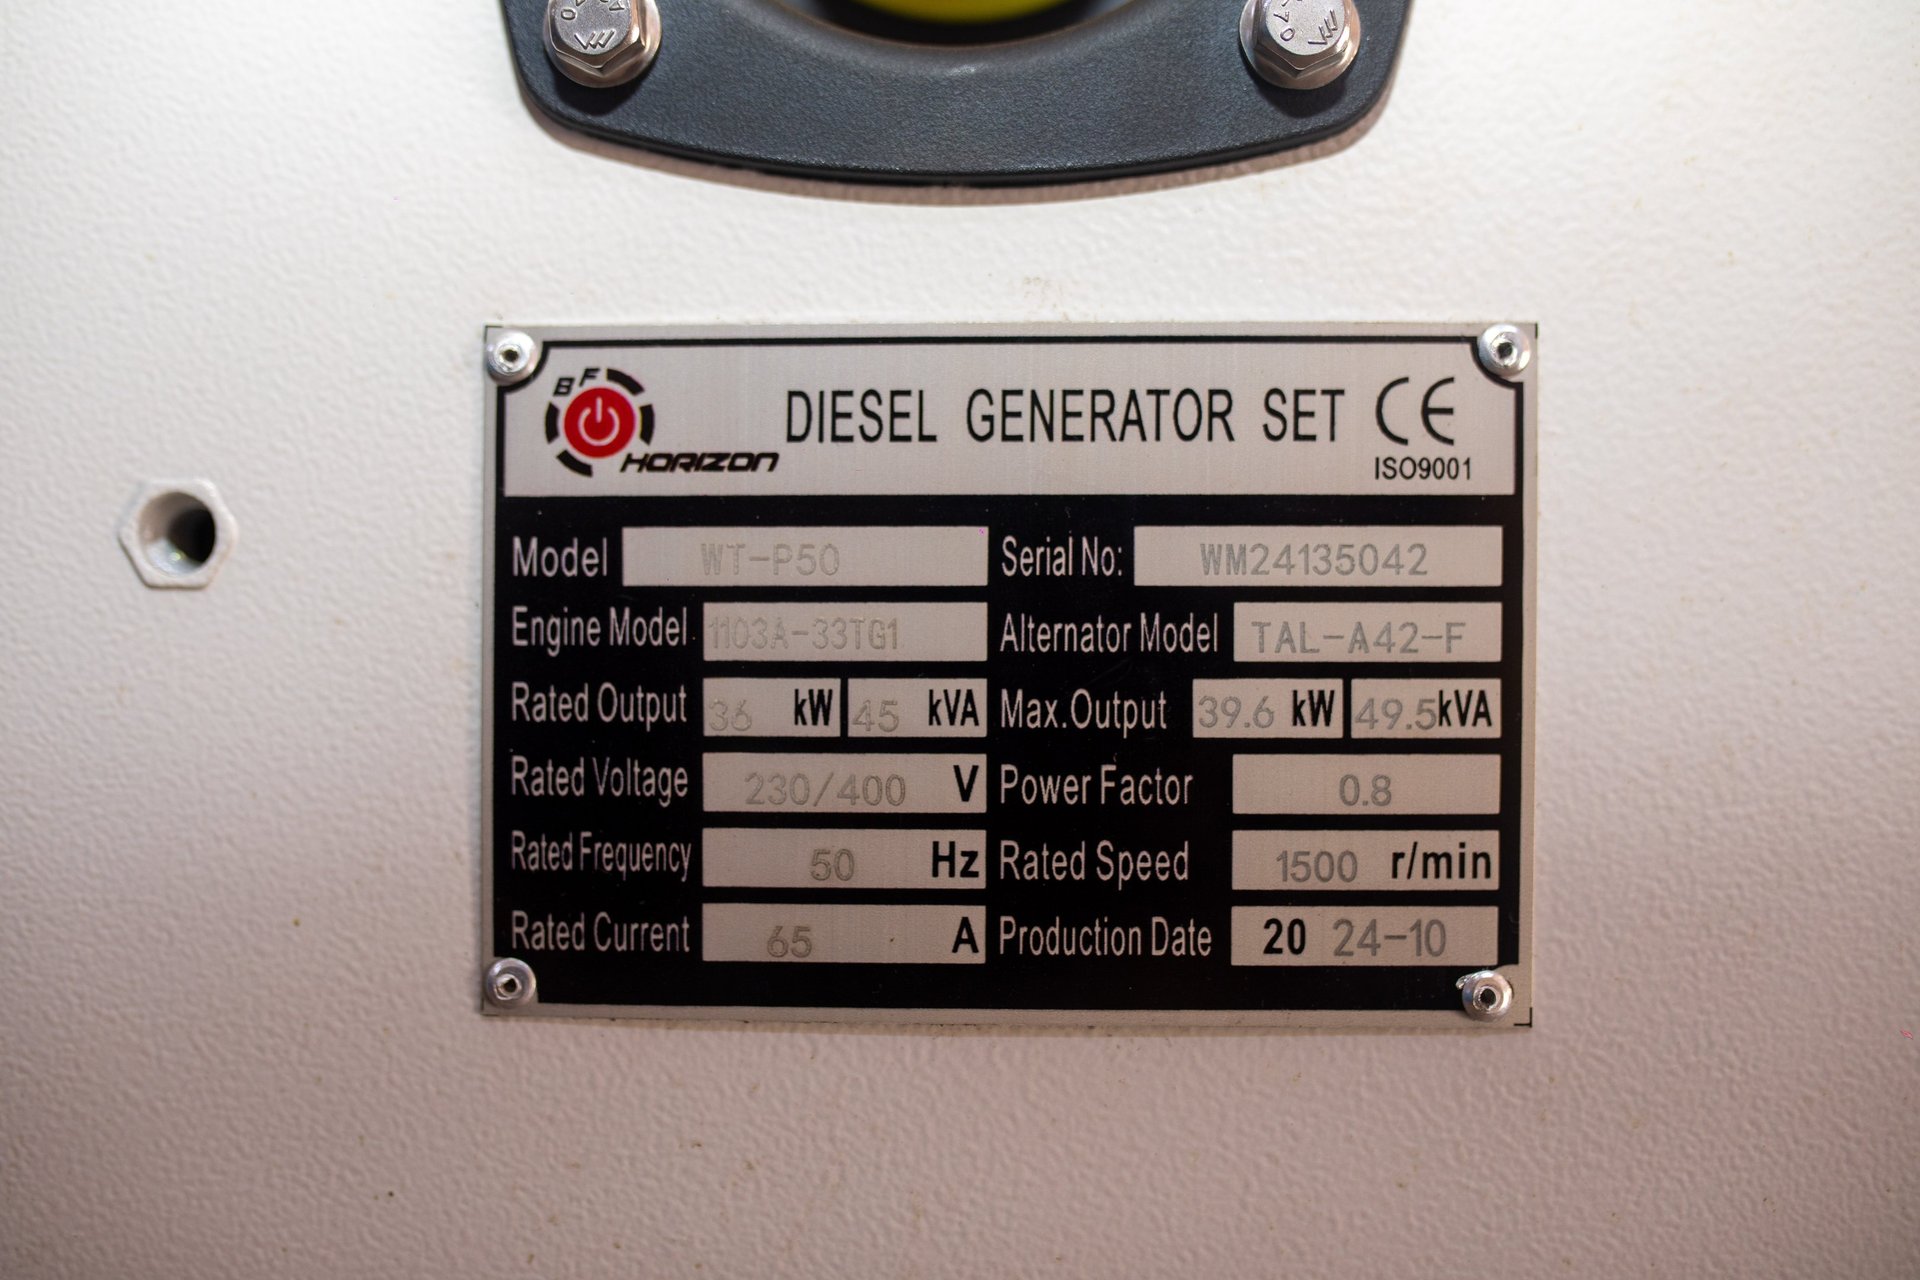 BF
HORIZON
DIESEL GENERATOR SET CE
ISO9001
Model WT-P50 Serial No: WM24135042
Engine Model 1103A-33TG1 Alternator Model TAL-A42-F
Rated Output 36 kW 45 kVA Max.Output 39.6 kW 49.5 kVA
Rated Voltage 230/400 V Power Factor 0.8
Rated Frequency 50 Hz Rated Speed 1500 r/min
Rated Current 65 A Production Date 20 24-10